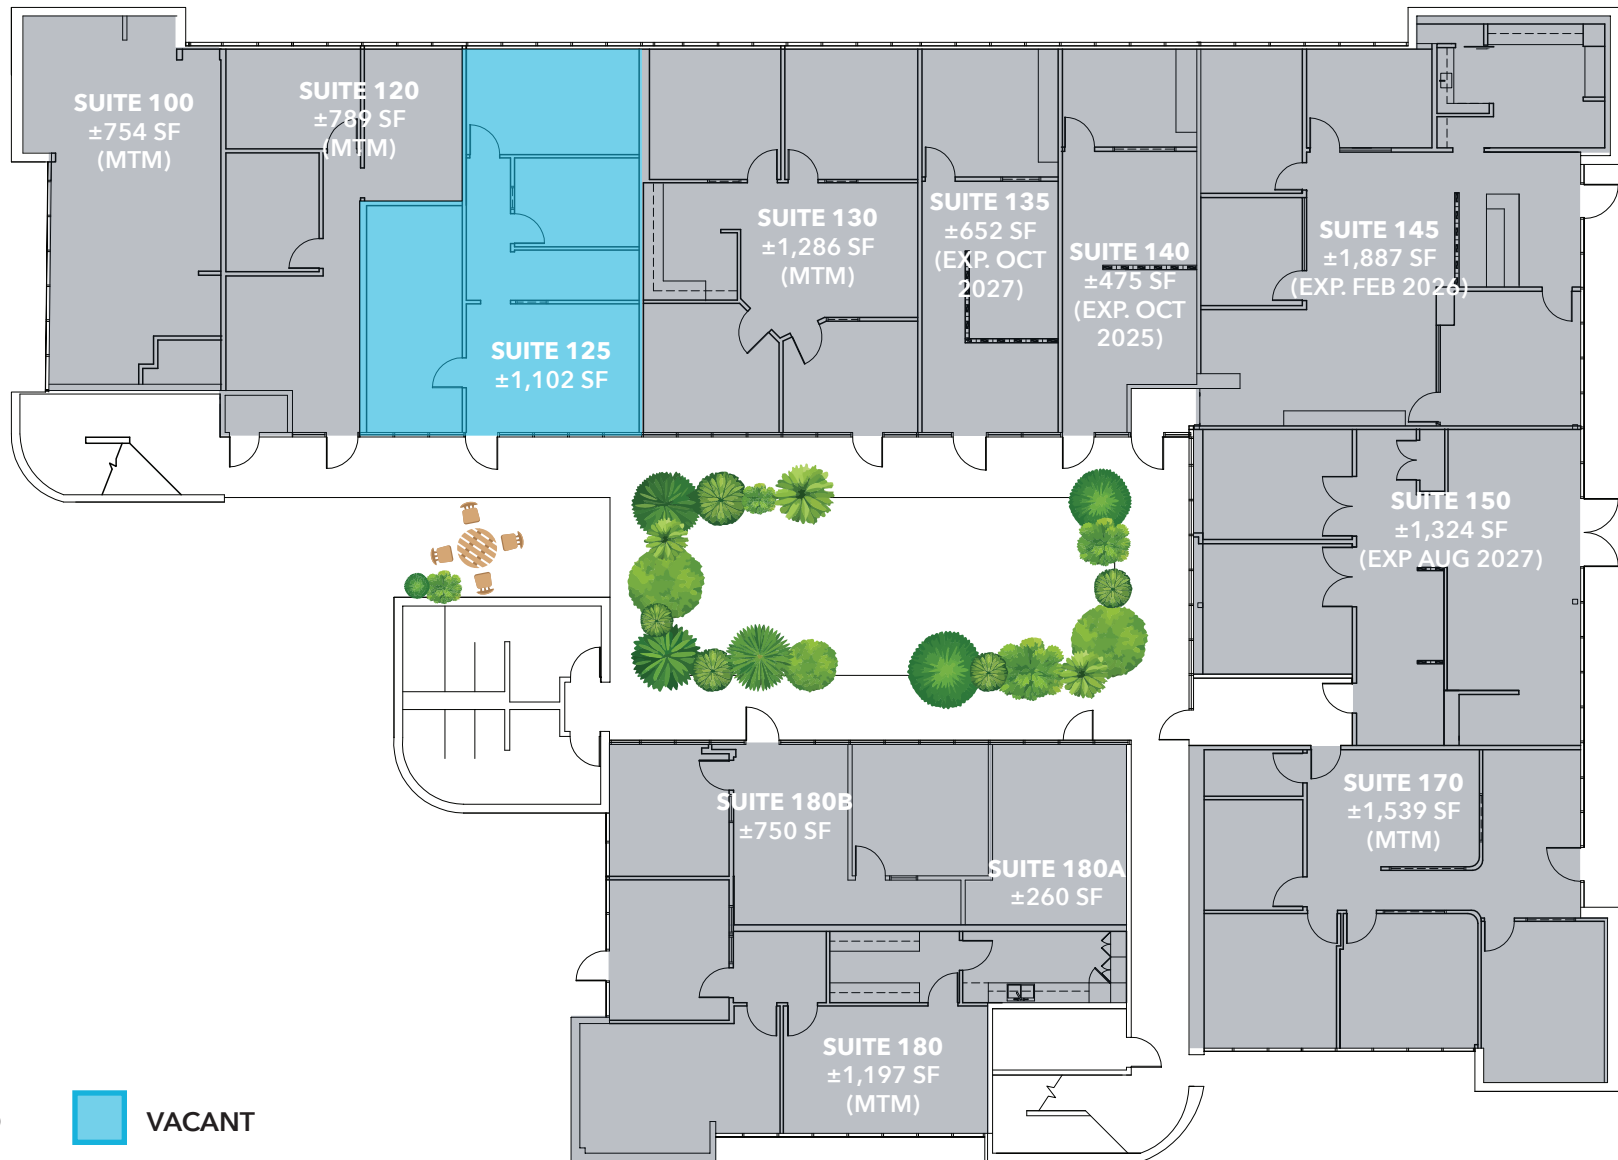 SUITE 100
±754 SF
(MTM)
SUITE 120
±789 SF
(MTM)
SUITE 125
±1,102 SF
SUITE 130
±1,286 SF
(MTM)
SUITE 135
±652 SF
(EXP. OCT
2027)
SUITE 140
±475 SF
(EXP. OCT
2025)
SUITE 145
±1,887 SF
(EXP. FEB 2026)
SUITE 150
±1,324 SF
(EXP AUG 2027)
SUITE 170
±1,539 SF
(MTM)
SUITE 180B
±750 SF
SUITE 180A
±260 SF
SUITE 180
±1,197 SF
(MTM)
VACANT